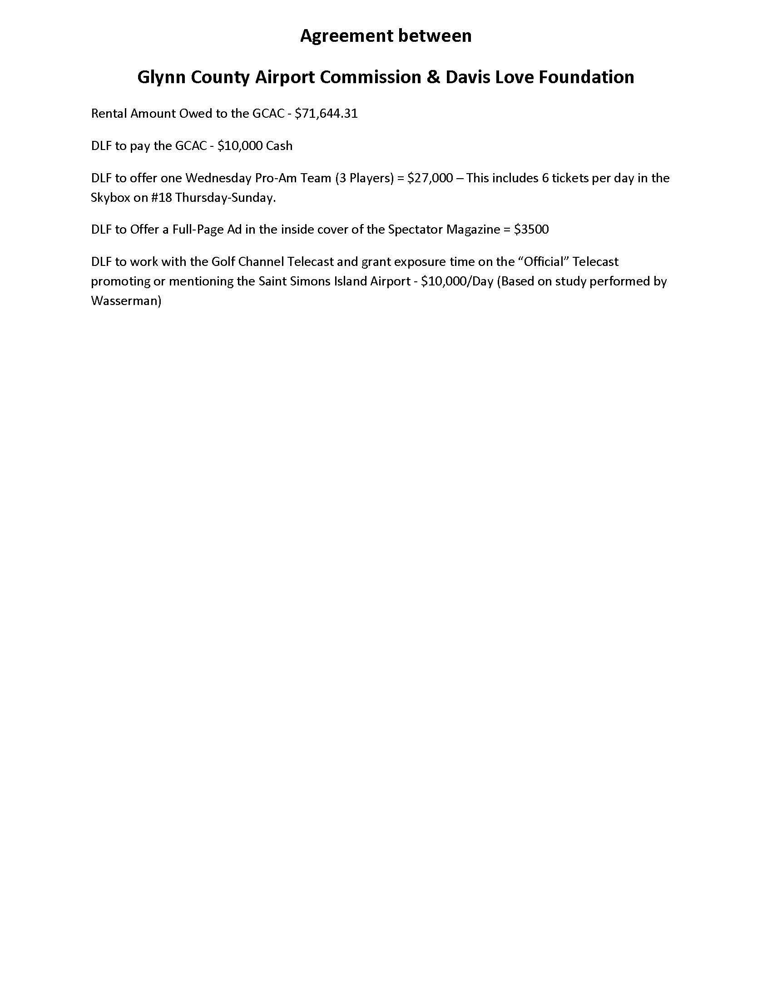 Agreement between
Glynn County Airport Commission & Davis Love Foundation
Rental Amount Owed to the GCAC - $71,644.31
DLF to pay the GCAC - $10,000 Cash
DLF to offer one Wednesday Pro-Am Team (3 Players) = $27,000 – This includes 6 tickets per day in the
Skybox on #18 Thursday-Sunday.
DLF to Offer a Full-Page Ad in the inside cover of the Spectator Magazine = $3500
DLF to work with the Golf Channel Telecast and grant exposure time on the “Official” Telecast
promoting or mentioning the Saint Simons Island Airport - $10,000/Day (Based on study performed by
Wasserman)